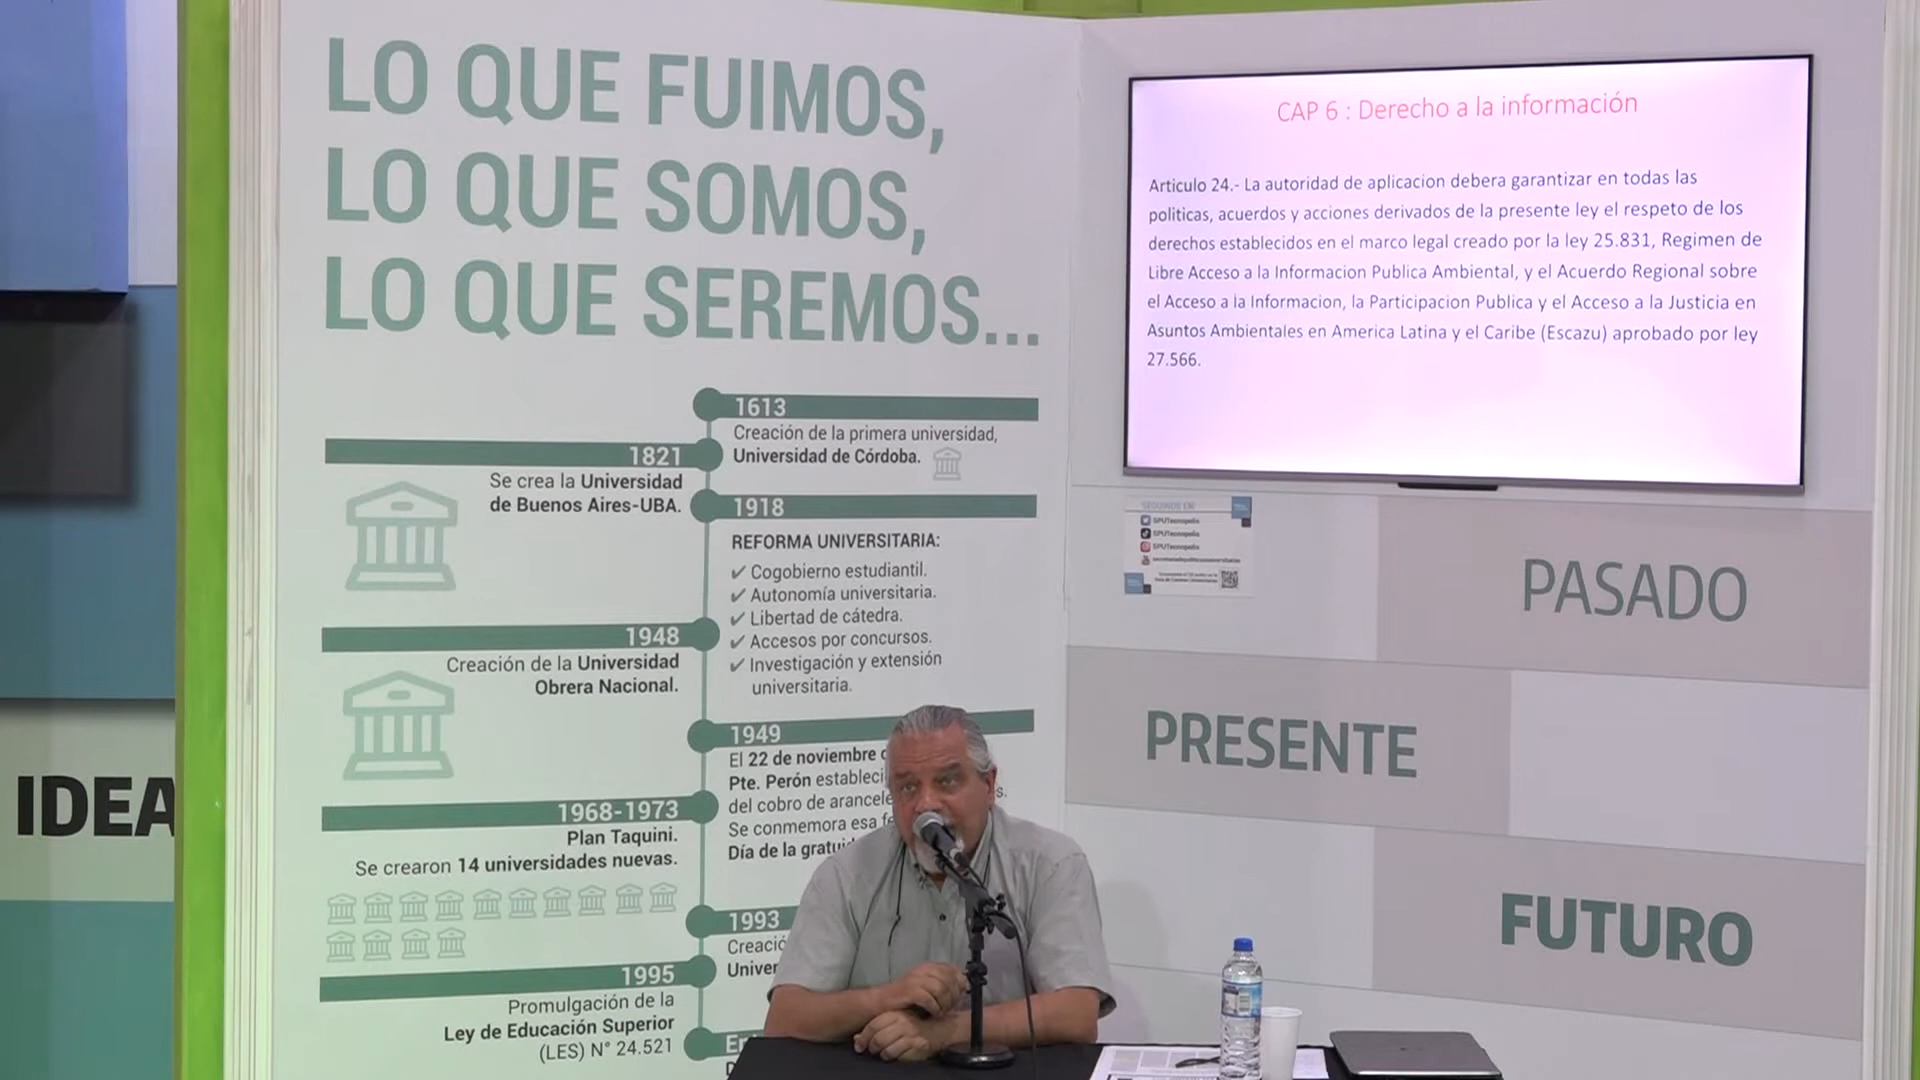 LO QUE FUIMOS,
LO QUE SOMOS,
LO QUE SEREMOS...
1613
Creación de la primera universidad,
Universidad de Córdoba.
1821
Se crea la Universidad
de Buenos Aires-UBA.
1918
REFORMA UNIVERSITARIA:
✓ Cogobierno estudiantil.
✓ Autonomía universitaria.
✓ Libertad de cátedra.
✓ Accesos por concursos.
✓ Investigación y extensión
universitaria.
1948
Creación de la Universidad
Obrera Nacional.
1949
El 22 de noviembre
Pte. Perón
del cobro de
Se conmemora esa
Día de la
1968-1973
Plan Taquini.
Se crearon 14 universidades nuevas.
1993
1995
Promulgación de la
Ley de Educación Superior
(LES) N° 24.521
CAP 6 : Derecho a la información
Articulo 24.- La autoridad de aplicacion debera garantizar en todas las
politicas, acuerdos y acciones derivados de la presente ley el respeto de los
derechos establecidos en el marco legal creado por la ley 25.831, Regimen de
Libre Acceso a la Informacion Publica Ambiental, y el Acuerdo Regional sobre
el Acceso a la Informacion, la Participacion Publica y el Acceso a la Justicia en
Asuntos Ambientales en America Latina y el Caribe (Escazu) aprobado por ley
27.566.
SEGUINOS EN:
SPUTecnopolis
SPUTecnopolis
SPUTecnopolis
PASADO
PRESENTE
FUTURO
IDEA